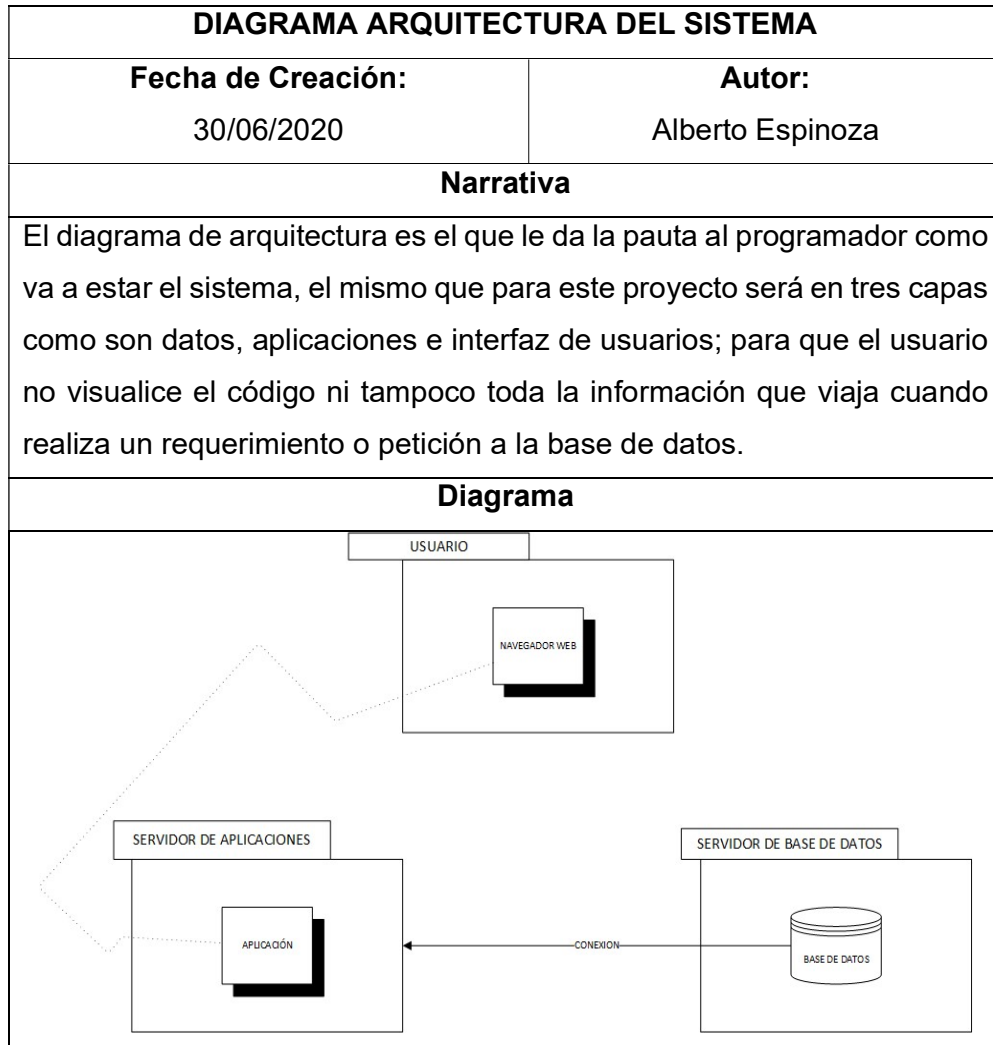 DIAGRAMA ARQUITECTURA DEL SISTEMA
Fecha de Creación:
30/06/2020
Autor:
Alberto Espinoza
Narrativa
El diagrama de arquitectura es el que le da la pauta al programador como
va a estar el sistema, el mismo que para este proyecto será en tres capas
como son datos, aplicaciones e interfaz de usuarios; para que el usuario
no visualice el código ni tampoco toda la información que viaja cuando
realiza un requerimiento o petición a la base de datos.
Diagrama
USUARIO
NAVEGADOR WEB
SERVIDOR DE APLICACIONES
APLICACIÓN
CONEXION
SERVIDOR DE BASE DE DATOS
BASE DE DATOS